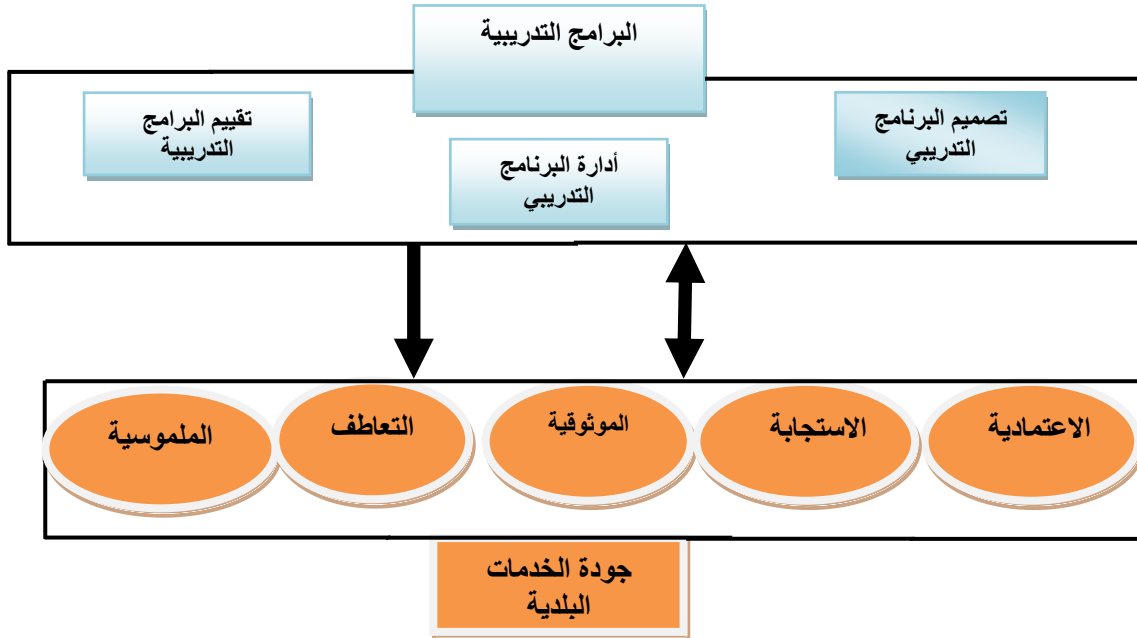 البرامج التدريبية
تصميم البرنامج
التدريبي
أدارة البرنامج
التدريبي
تقييم البرامج
التدريبية
الاعتمادية
الاستجابة
الموثوقية
التعاطف
الملموسية
جودة الخدمات
البلدية